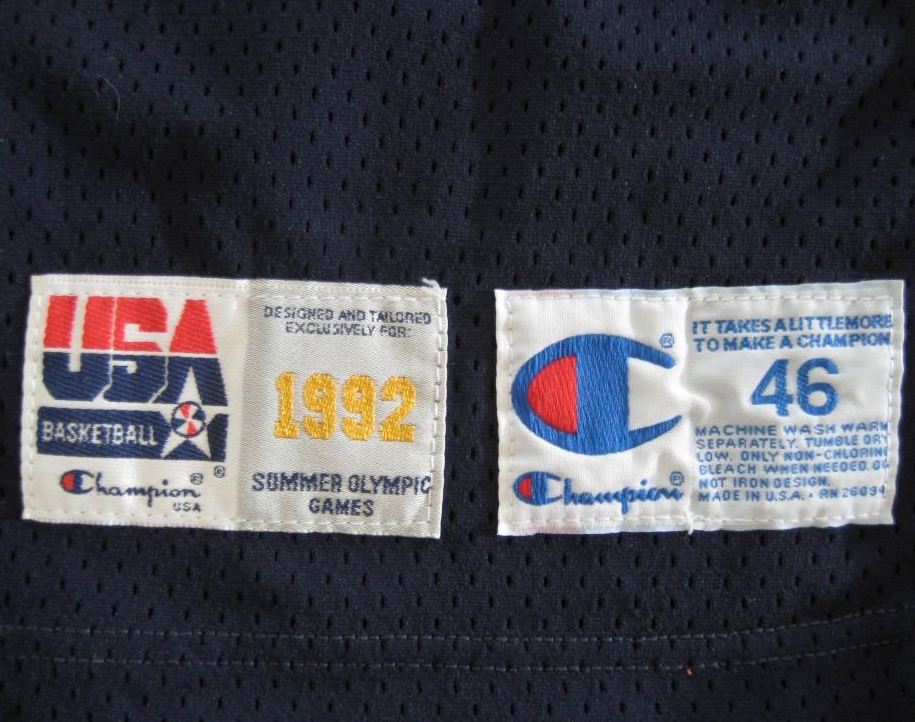 USA
BASKETBALL
®
Champion®
USA
DESIGNED AND TAILORED
EXCLUSIVELY FOR:
1992
SUMMER OLYMPIC
GAMES
®
Champion®
IT TAKES A LITTLE MORE
TO MAKE A CHAMPION
46
MACHINE WASH WARM
SEPARATELY. TUMBLE DRY
LOW. ONLY NON-CHLORINE
BLEACH WHEN NEEDED. DO
NOT IRON DESIGN.
MADE IN U.S.A. • RN 26094